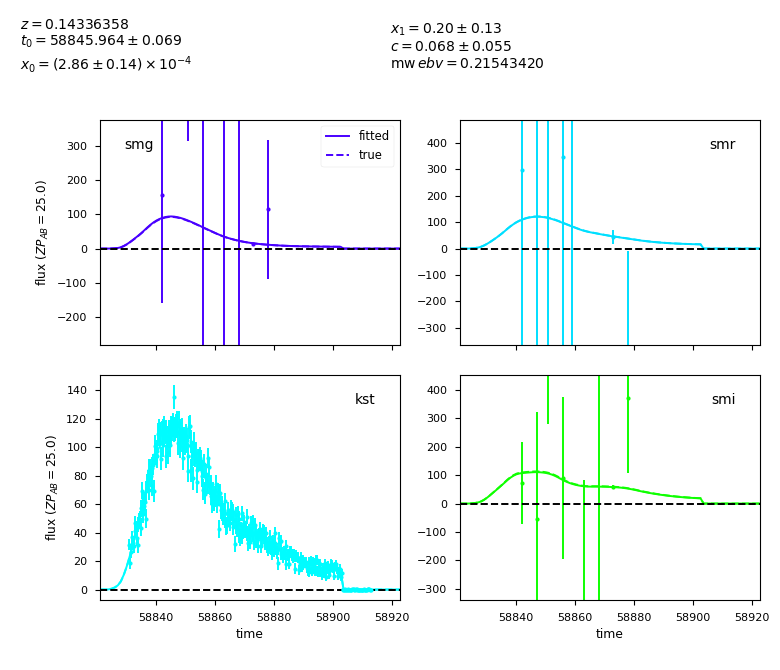 z = 0.14336358
t₀ = 58845.964 ± 0.069
x₀ = (2.86 ± 0.14) × 10⁻⁴
x₁ = 0.20 ± 0.13
c = 0.068 ± 0.055
mw ebv = 0.21543420
smg
fitted
true
flux (ZP_AB = 25.0)
300
200
100
0
−100
−200
smr
400
300
200
100
0
−100
−200
−300
kst
flux (ZP_AB = 25.0)
140
120
100
80
60
40
20
0
58840 58860 58880 58900 58920
time
smi
400
300
200
100
0
−100
−200
−300
58840 58860 58880 58900 58920
time